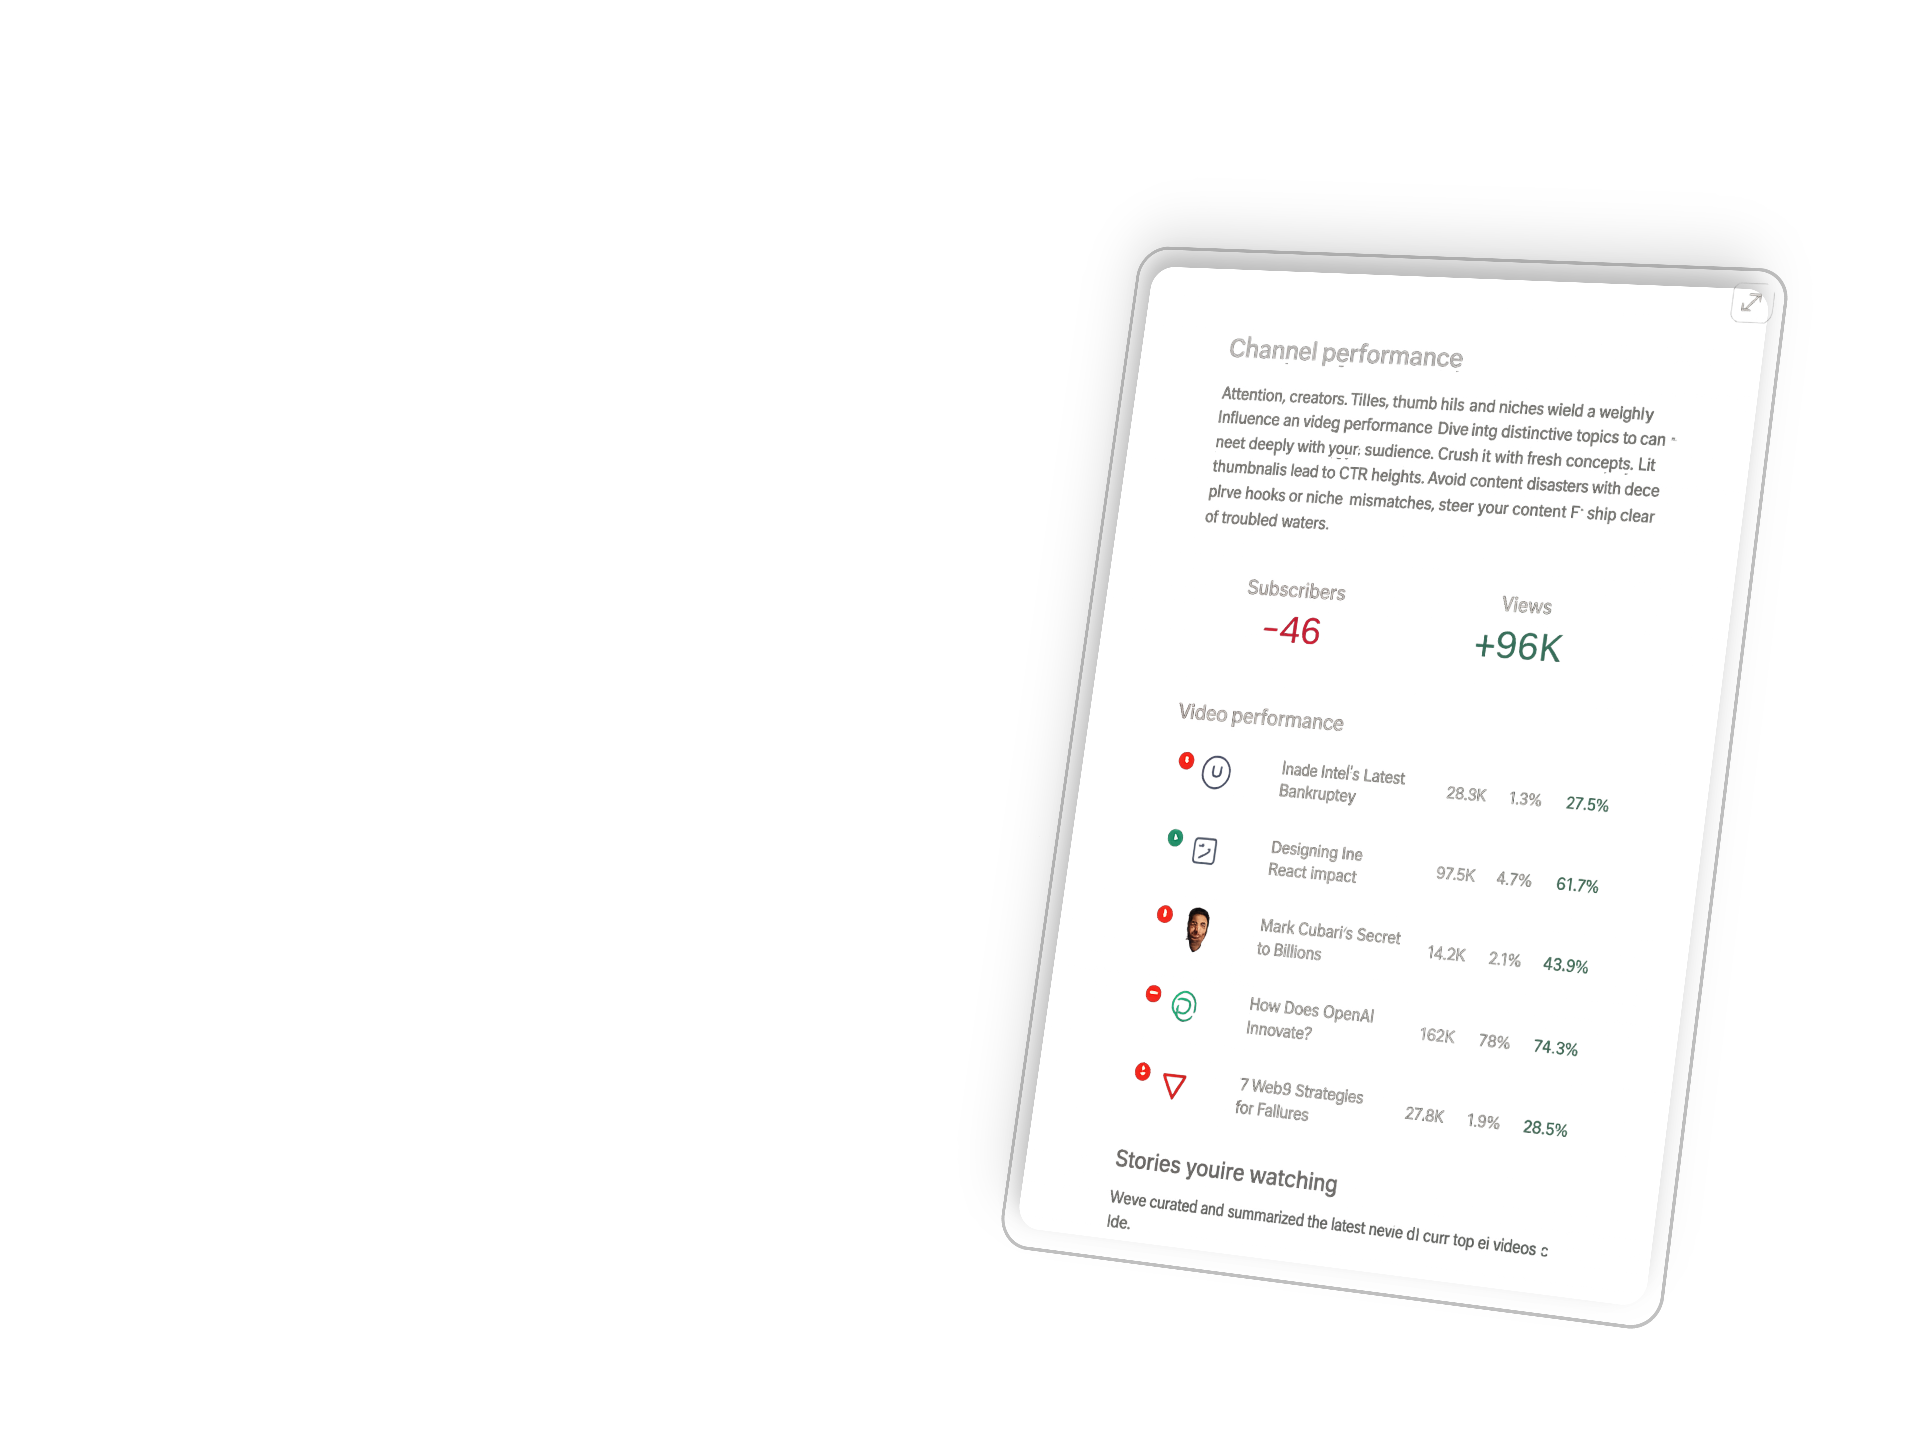 Channel performance
Attention, creators. Tilles, thumb hils and niches wield a weighly
Influence an videg performance Dive intg distinctive topics to can
neet deeply with your. swdience. Crush it with fresh concepts. Lit
thumbnalis lead to CTR heights. Avoid content disasters with dece
plrve hooks or niche mismatches, steer your content F' ship clear
of troubled waters.
Subscribers
-46
Views
+96K
Video performance
Inade Intel's Latest
Bankruptey
28.3K 1.3% 27.5%
Designing Ine
React impact
97.5K 4.7% 61.7%
Mark Cubari's Secret
to Billions
14.2K 2.1% 43.9%
How Does OpenAI
Innovate?
162K 78% 74.3%
7 Web9 Strategles
for Fallures
27.8K 1.9% 28.5%
Stories youire watching
Weve curated and summarized the latest nevie dl curr top ei videos c
lde.